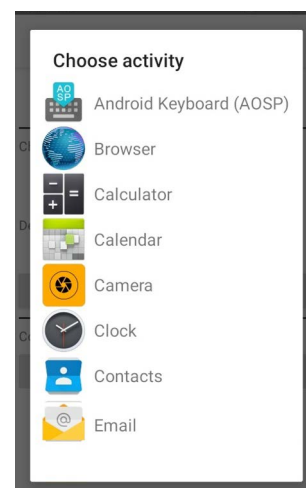 Choose activity
AO
SP
Android Keyboard (AOSP)
Browser
Calculator
Calendar
Camera
Clock
Contacts
Email